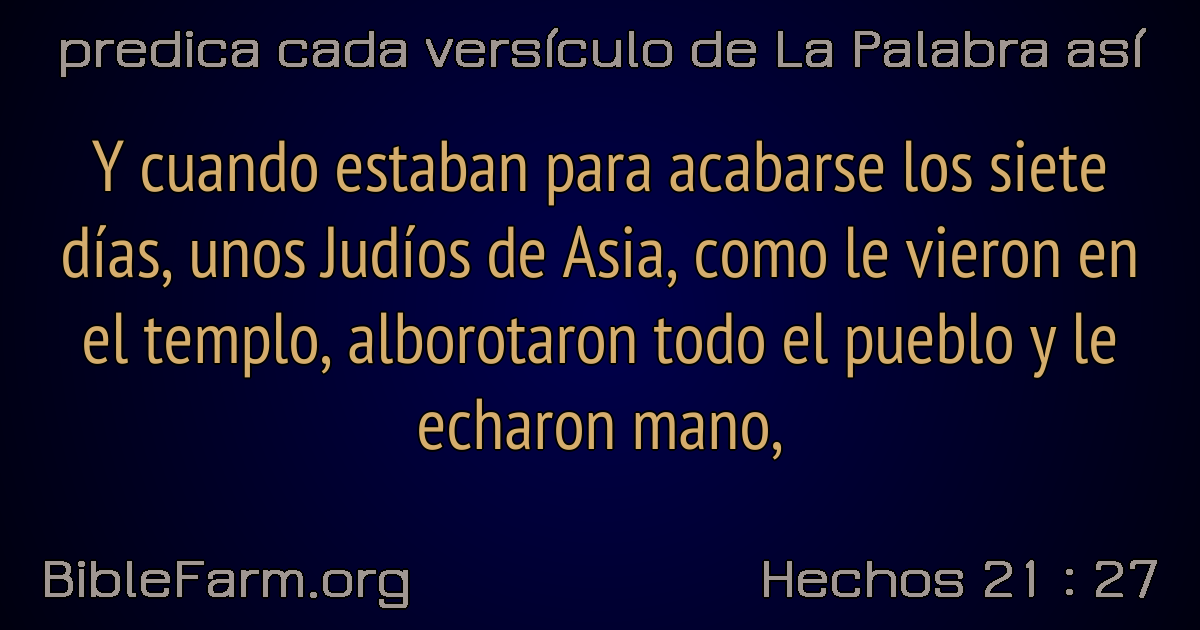 predica cada versículo de La Palabra así
Y cuando estaban para acabarse los siete
días, unos Judíos de Asia, como le vieron en
el templo, alborotaron todo el pueblo y le
echaron mano,
BibleFarm.org
Hechos 21 : 27